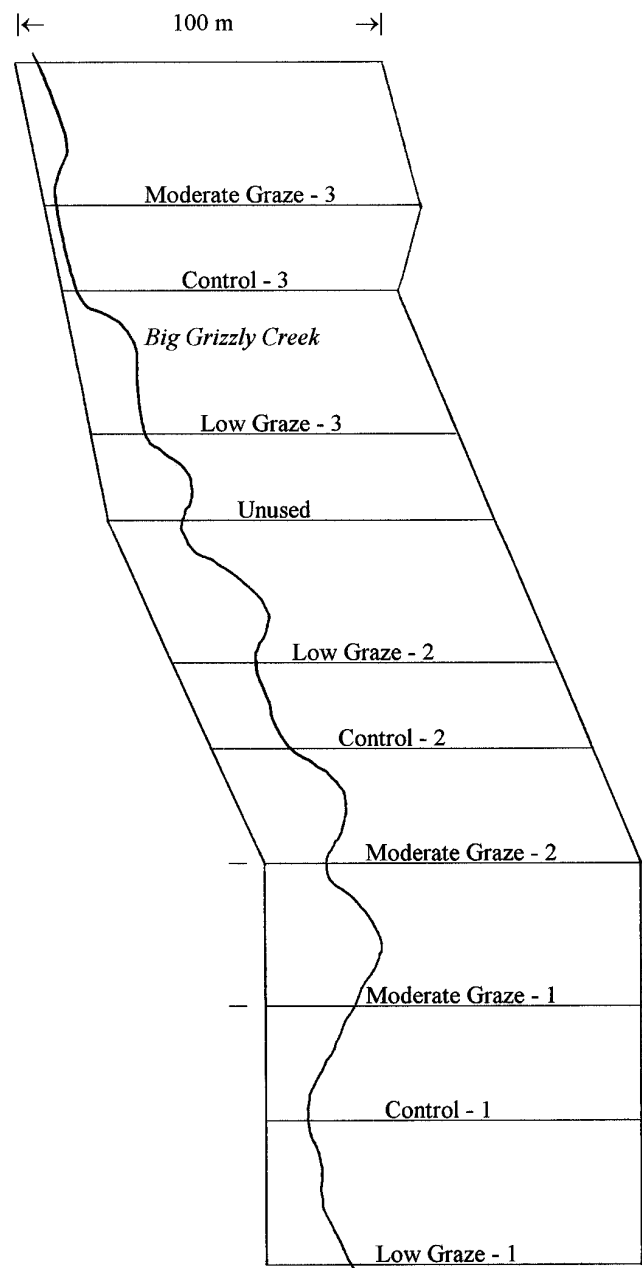 100 m
Moderate Graze - 3
Control - 3
Big Grizzly Creek
Low Graze - 3
Unused
Low Graze - 2
Control - 2
Moderate Graze - 2
Moderate Graze - 1
Control - 1
Low Graze - 1